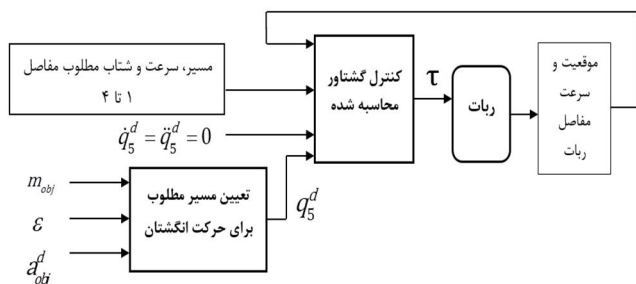 مسیر، سرعت و شتاب مطلوب مفاصل
۱ تا ۴
کنترل گشتاور
محاسبه شده
τ
ربات
موقعیت و
سرعت
مفاصل
ربات
q̇₅ᵈ = q̈₅ᵈ = 0
m_obj
ε
a_obj^d
تعیین مسیر مطلوب
برای حرکت انگشتان
q₅ᵈ